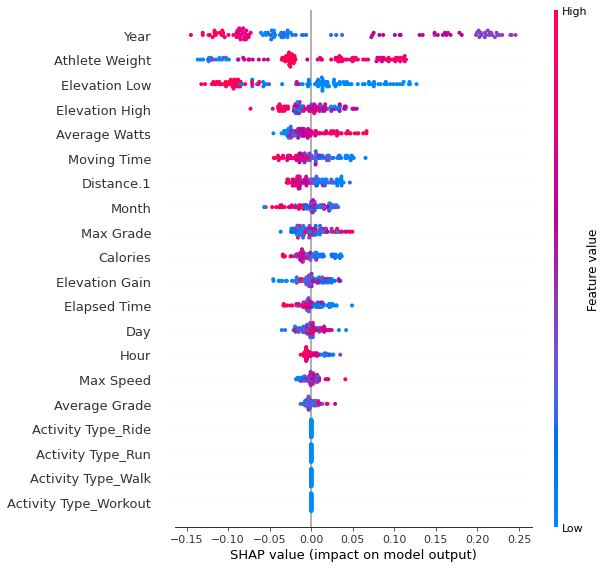 High
Year
Athlete Weight
Elevation Low
Elevation High
Average Watts
Moving Time
Distance.1
Month
Max Grade
Calories
Elevation Gain
Elapsed Time
Day
Hour
Max Speed
Average Grade
Activity Type_Ride
Activity Type_Run
Activity Type_Walk
Activity Type_Workout
Feature value
Low
−0.15 −0.10 −0.05 0.00 0.05 0.10 0.15 0.20 0.25
SHAP value (impact on model output)